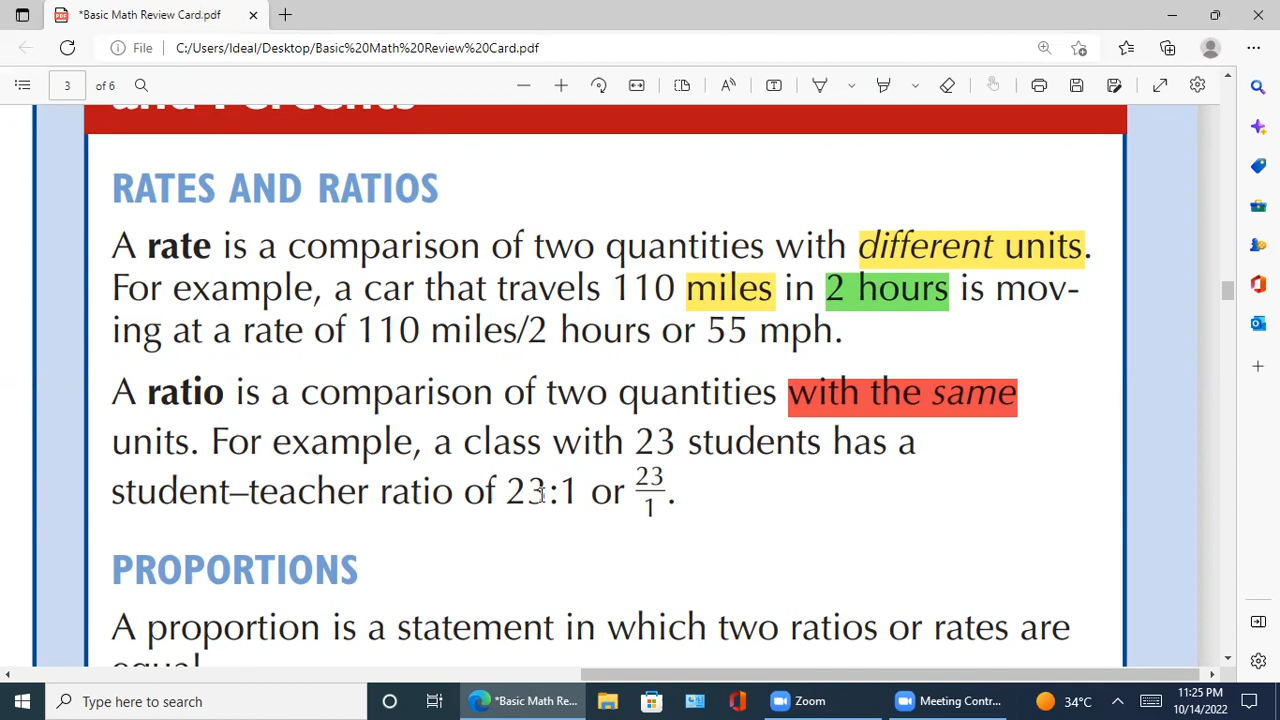 *Basic Math Review Card.pdf
File C:/Users/Ideal/Desktop/Basic%20Math%20Review%20Card.pdf
3 of 6
and Percents
RATES AND RATIOS
A rate is a comparison of two quantities with different units.
For example, a car that travels 110 miles in 2 hours is mov-
ing at a rate of 110 miles/2 hours or 55 mph.
A ratio is a comparison of two quantities with the same
units. For example, a class with 23 students has a
student–teacher ratio of 23:1 or 23/1.
PROPORTIONS
A proportion is a statement in which two ratios or rates are
equal
Type here to search
*Basic Math Re...
Zoom
Meeting Contr...
34°C
11:25 PM
10/14/2022